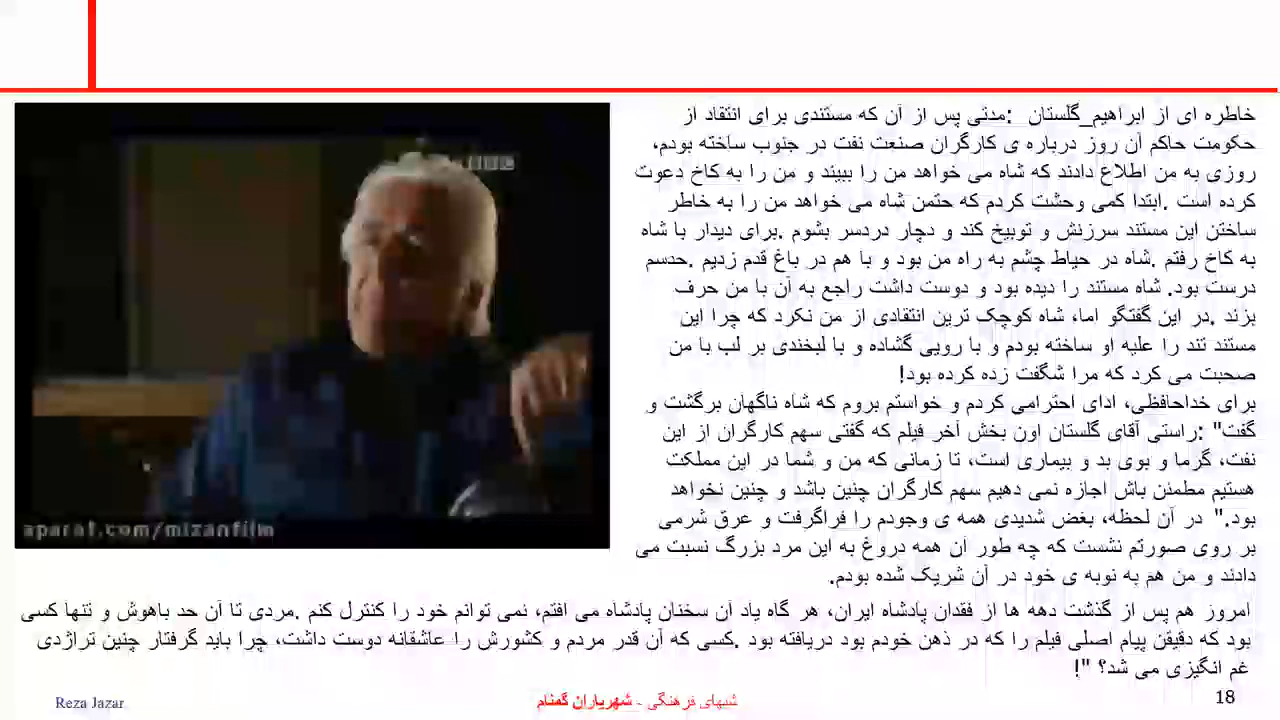 خاطره ای از ابراهیم_گلستان :مدتی پس از آن که مستندی برای انتقاد از
حکومت حاکم آن روز درباره ی کارگران صنعت نفت در جنوب ساخته بودم،
روزی به من اطلاع دادند که شاه می خواهد من را ببیند و من را به کاخ دعوت
کرده است .ابتدا کمی وحشت کردم که حتمن شاه می خواهد من را به خاطر
ساختن این مستند سرزنش و توبیخ کند و دچار دردسر بشوم .برای دیدار با شاه
به کاخ رفتم .شاه در حیاط چشم به راه من بود و با هم در باغ قدم زدیم .حدسم
درست بود. شاه مستند را دیده بود و دوست داشت راجع به آن با من حرف
بزند .در این گفتگو اما، شاه کوچک ترین انتقادی از من نکرد که چرا این
مستند تند را علیه او ساخته بودم و با رویی گشاده و با لبخندی بر لب با من
صحبت می کرد که مرا شگفت زده کرده بود!
برای خداحافظی، ادای احترامی کردم و خواستم بروم که شاه ناگهان برگشت و
گفت" :راستی آقای گلستان اون بخش آخر فیلم که گفتی سهم کارگران از این
نفت، گرما و بوی بد و بیماری است، تا زمانی که من و شما در این مملکت
هستیم مطمئن باش اجازه نمی دهیم سهم کارگران چنین باشد و چنین نخواهد
بود." در آن لحظه، بغض شدیدی همه ی وجودم را فراگرفت و عرق شرمی
بر روی صورتم نشست که چه طور آن همه دروغ به این مرد بزرگ نسبت می
دادند و من هم به نوبه ی خود در آن شریک شده بودم.
امروز هم پس از گذشت دهه ها از فقدان پادشاه ایران، هر گاه یاد آن سخنان پادشاه می افتم، نمی توانم خود را کنترل کنم .مردی تا آن حد باهوش و تنها کسی
بود که دقیقن پیام اصلی فیلم را که در ذهن خودم بود دریافته بود .کسی که آن قدر مردم و کشورش را عاشقانه دوست داشت، چرا باید گرفتار چنین تراژدی
غم انگیزی می شد؟ "!
BBC
aparat.com/mizanfilm
Reza Jazar
شبهای فرهنگی - شهریاران گمنام
18